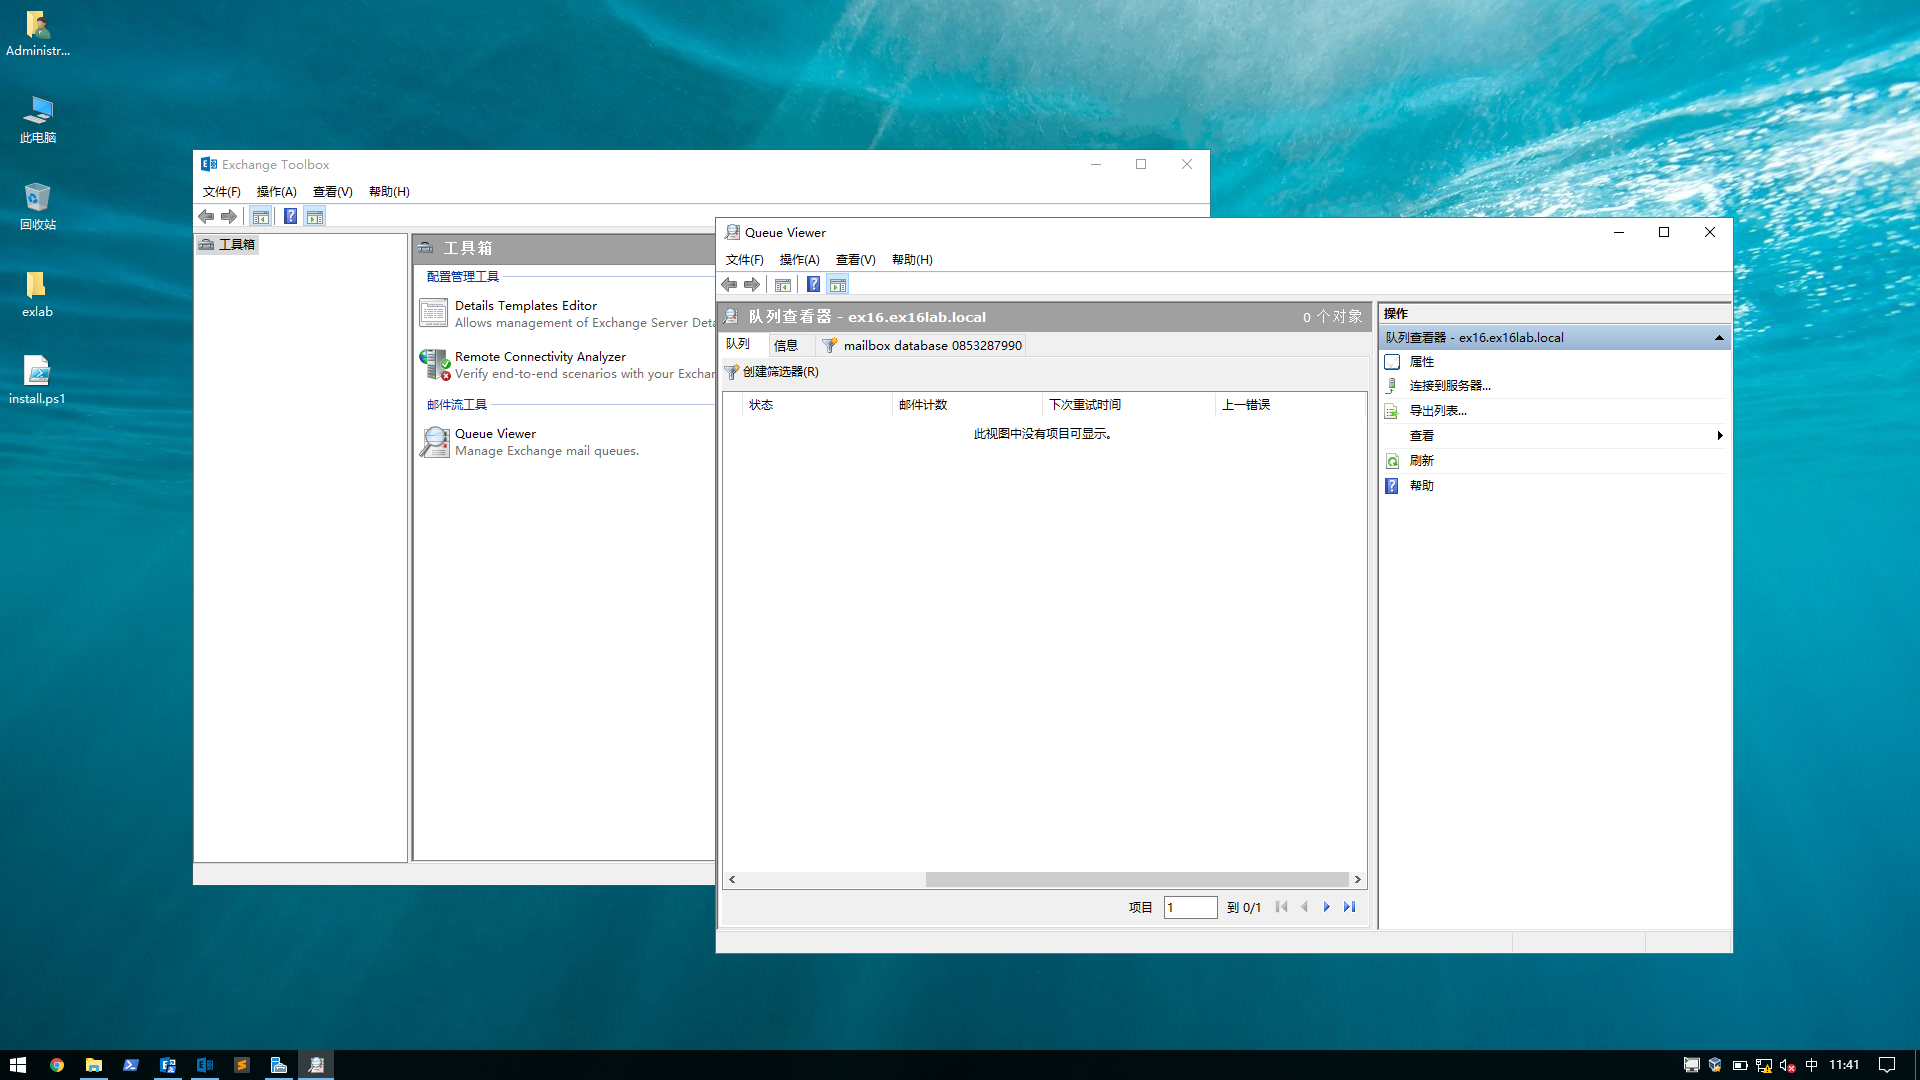 Administr...
此电脑
回收站
exlab
install.ps1
Exchange Toolbox
文件(F) 操作(A) 查看(V) 帮助(H)
工具箱
工具箱
配置管理工具
Details Templates Editor
Allows management of Exchange Server Deta
Remote Connectivity Analyzer
Verify end-to-end scenarios with your Exchan
邮件流工具
Queue Viewer
Manage Exchange mail queues.
Queue Viewer
文件(F) 操作(A) 查看(V) 帮助(H)
队列查看器 - ex16.ex16lab.local 0 个对象
队列 信息 mailbox database 0853287990
创建筛选器(R)
状态 邮件计数 下次重试时间 上一错误
此视图中没有项目可显示。
项目 1 到 0/1
操作
队列查看器 - ex16.ex16lab.local
属性
连接到服务器...
导出列表...
查看
刷新
帮助
中 11:41